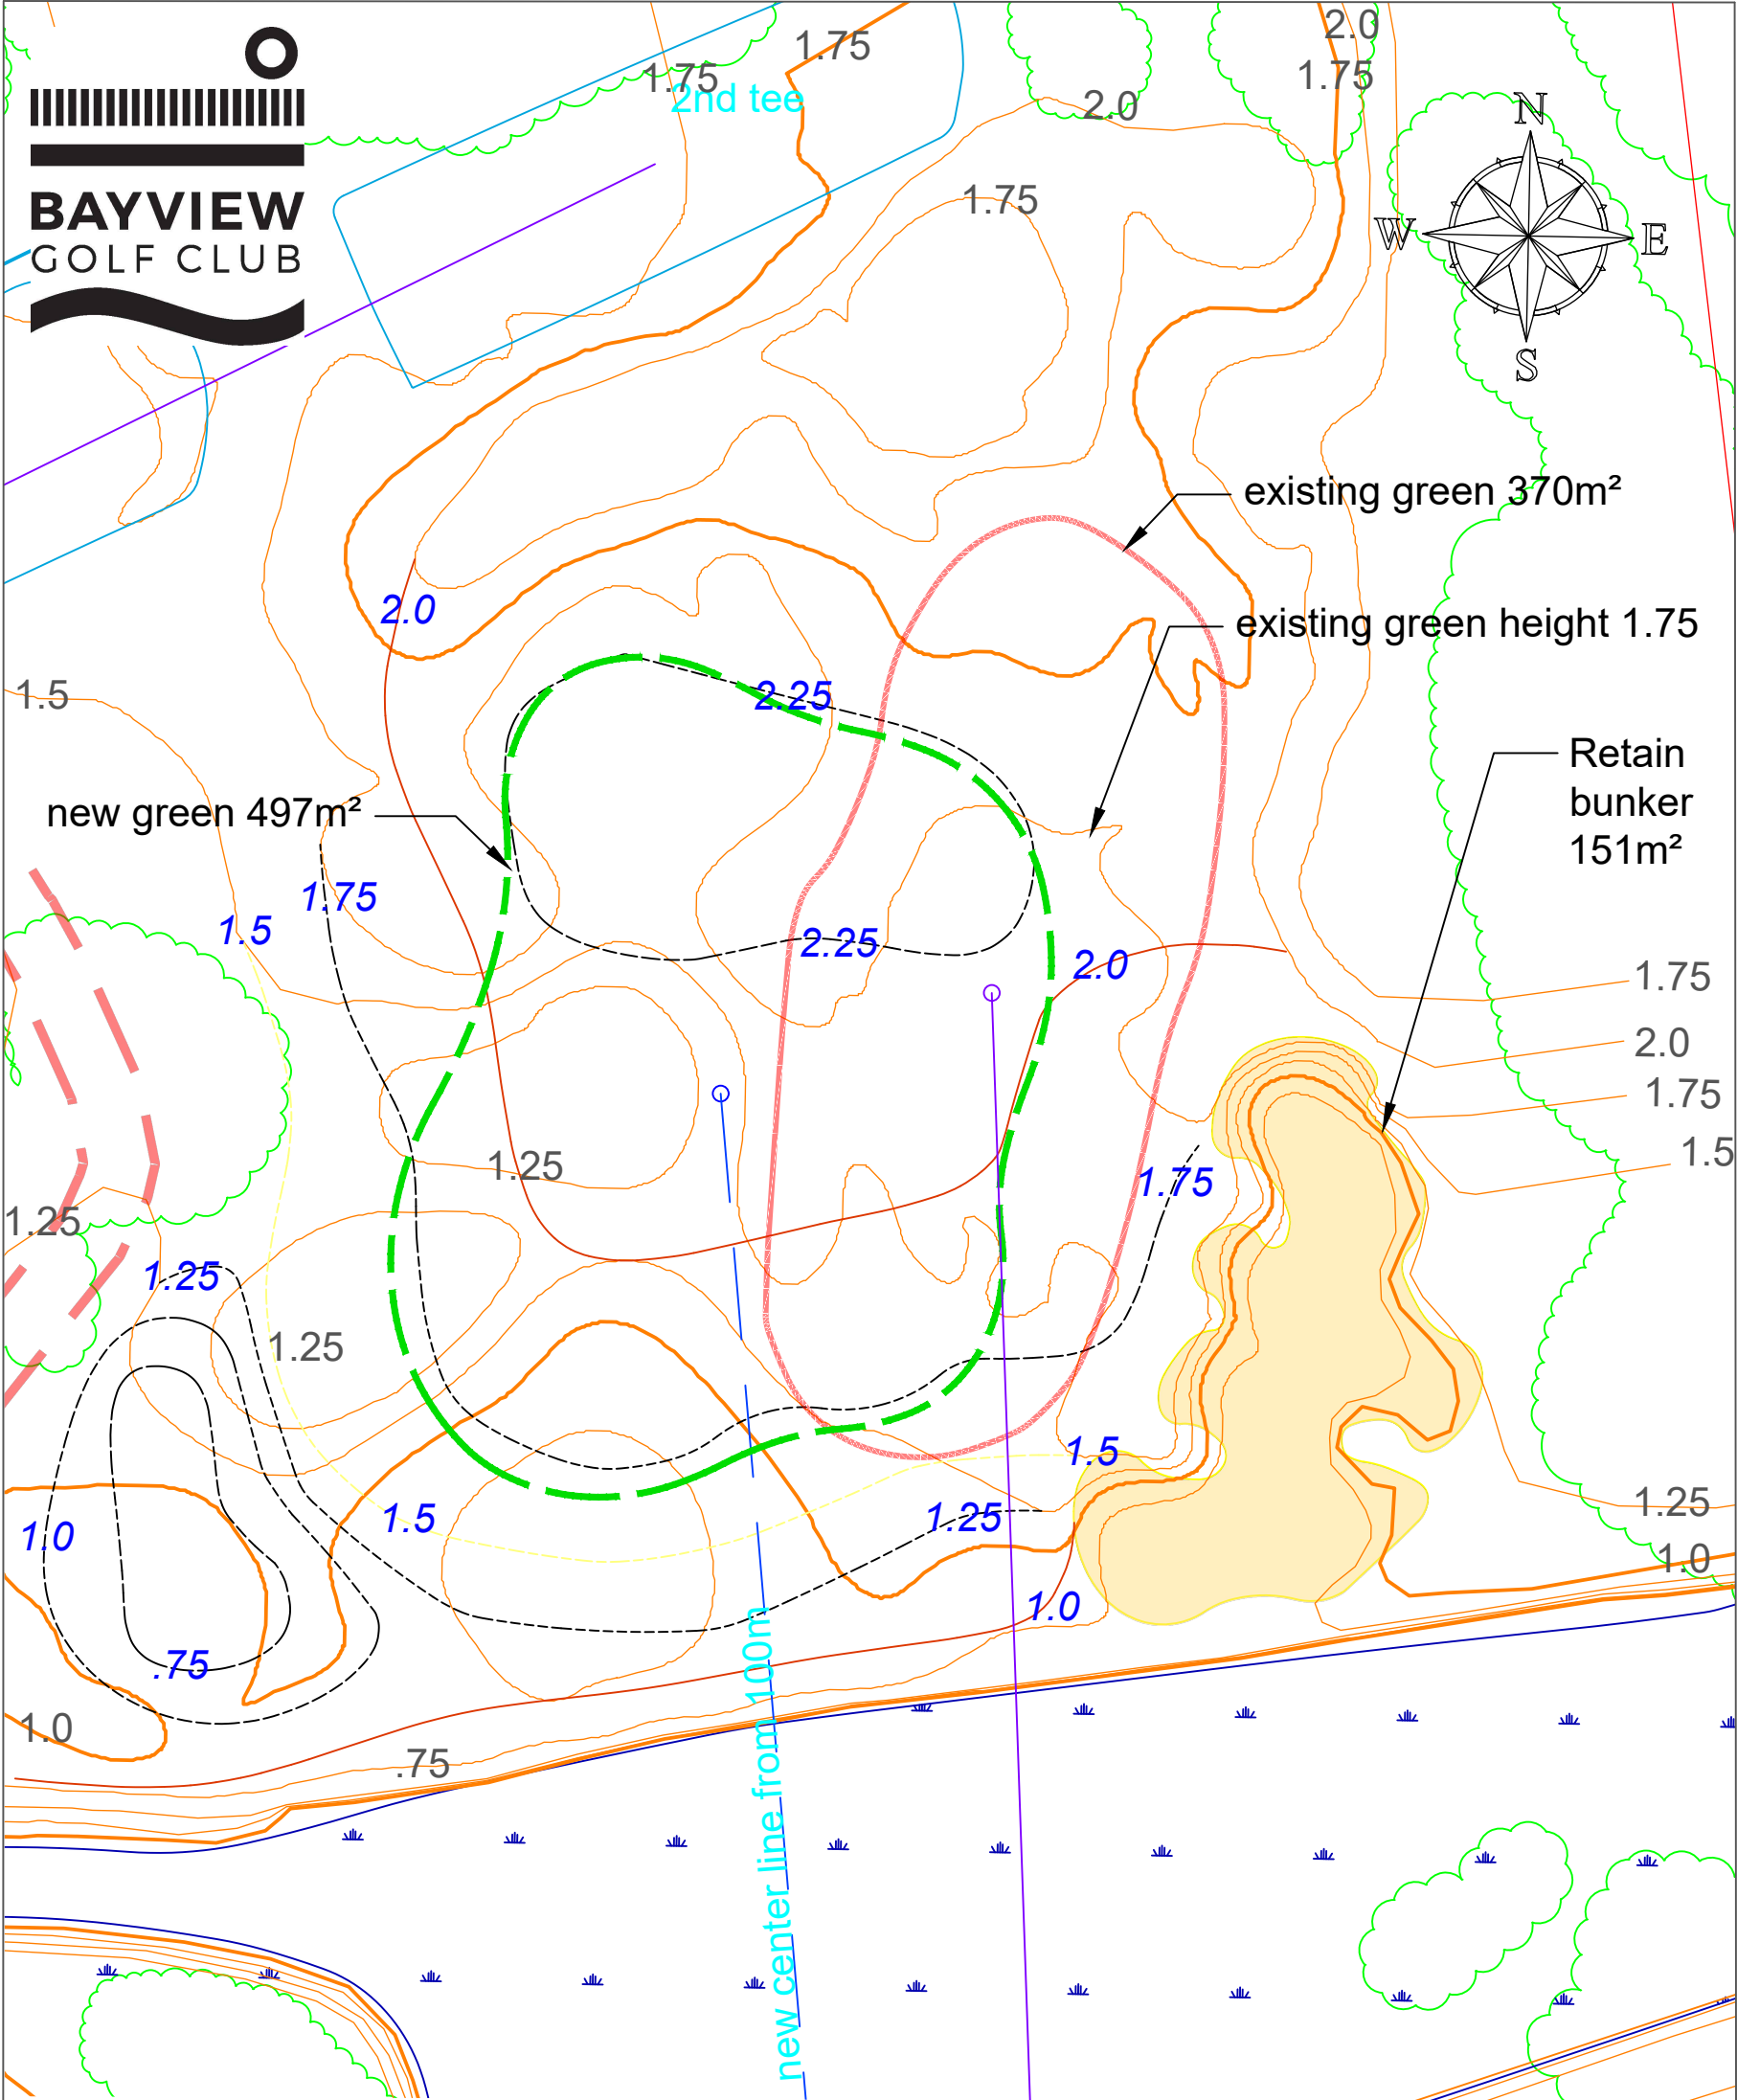 1.75
2.0
1.75
1.75
2nd tee
2.0
N
BAYVIEW
GOLF CLUB
1.75
W
E
S
existing green 370m²
2.0
existing green height 1.75
1.5
2.25
Retain
bunker
151m²
new green 497m²
1.75
1.5
2.25
2.0
1.75
2.0
1.75
1.25
1.75
1.5
1.25
1.25
1.25
1.5
1.5
1.25
1.25
1.0
1.0
1.0
.75
1.0
.75
new center line from 100m